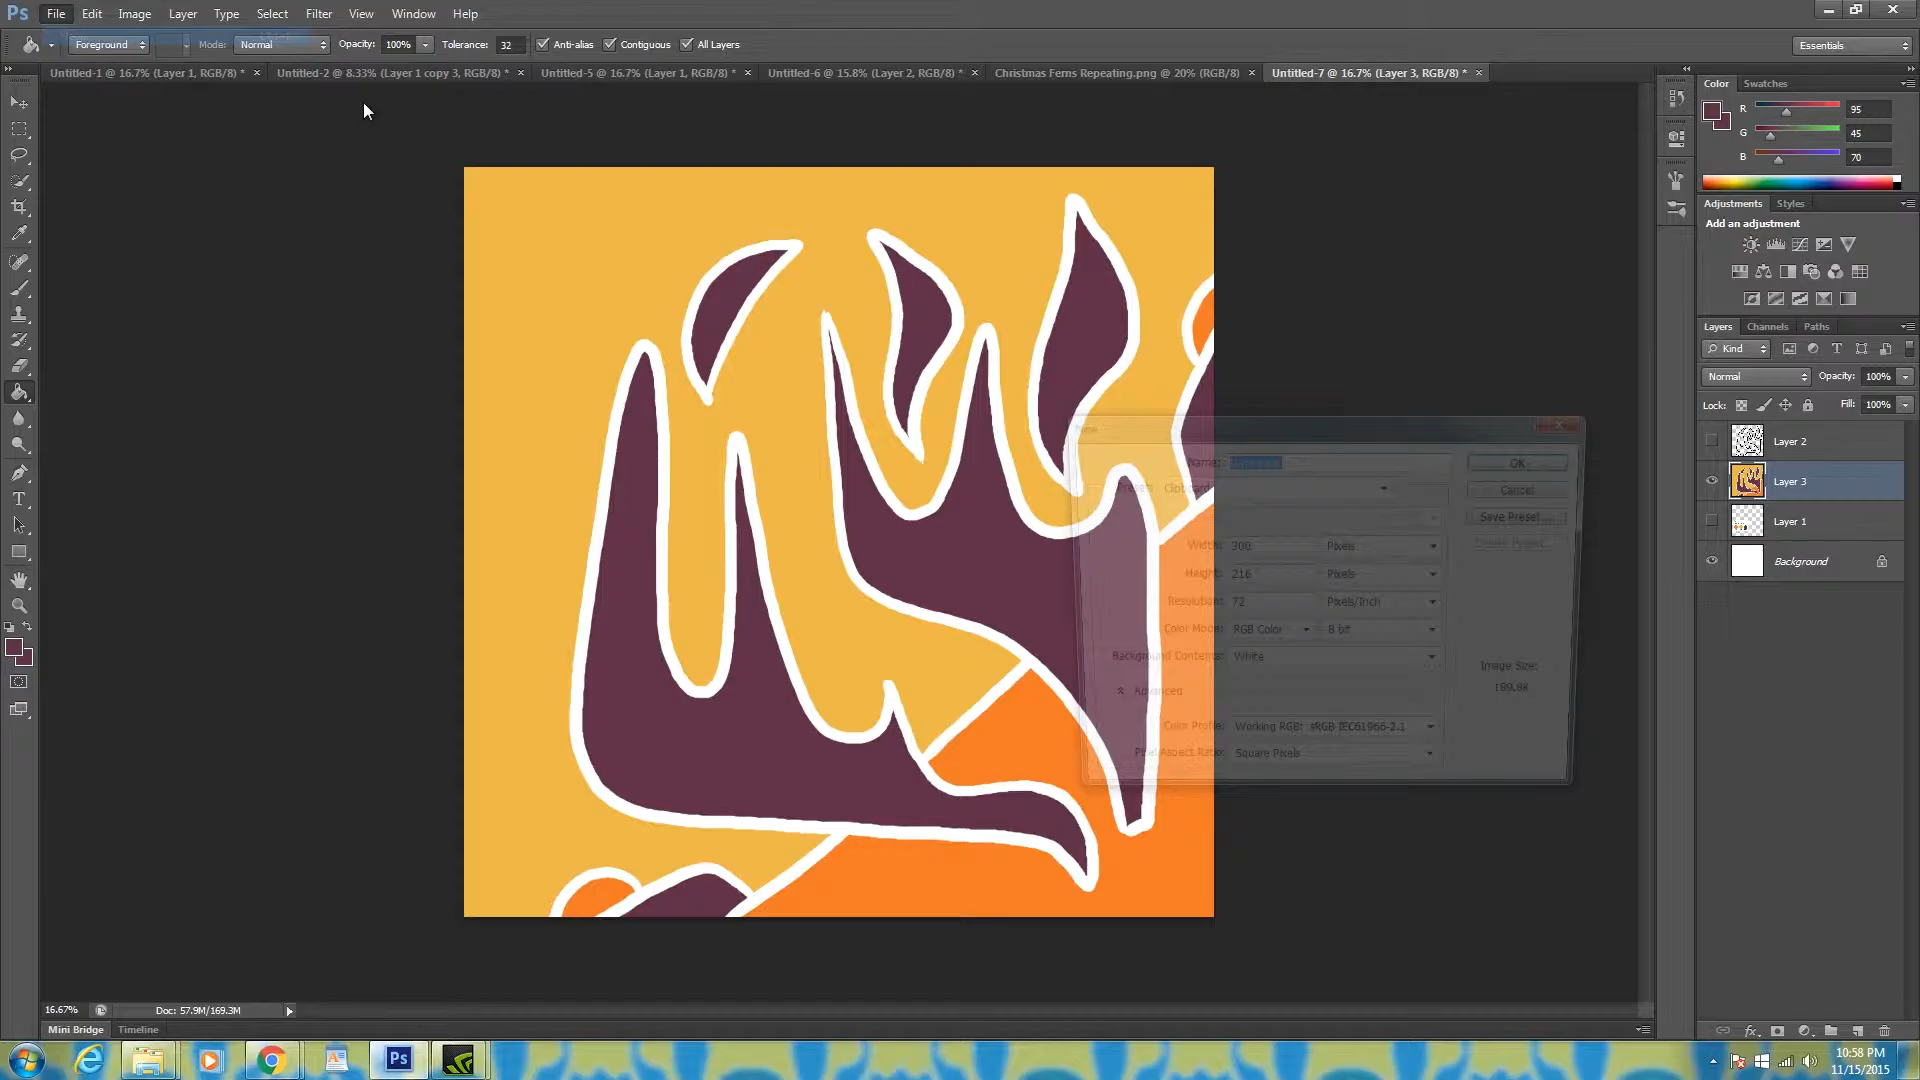 Ps File Edit Image Layer Type Select Filter View Window Help
Foreground Mode: Normal Opacity: 100% Tolerance: 32 Anti-alias Contiguous All Layers Essentials
Untitled-1 @ 16.7% (Layer 1, RGB/8) * Untitled-2 @ 8.33% (Layer 1 copy 3, RGB/8) * Untitled-5 @ 16.7% (Layer 1, RGB/8) * Untitled-6 @ 15.8% (Layer 2, RGB/8) * Christmas Ferns Repeating.png @ 20% (RGB/8) Untitled-7 @ 16.7% (Layer 3, RGB/8) *
Color Swatches
R 95
G 45
B 70
Adjustments Styles
Add an adjustment
Layers Channels Paths
Kind
Normal Opacity: 100%
Lock: Fill: 100%
Layer 2
Layer 3
Layer 1
Background
Name: OK
Preset: Clipboard Cancel
Save Preset...
Width: 300 Pixels
Height: 216 Pixels
Resolution: 72 Pixels/Inch
Color Mode: RGB Color 8 bit
Background Contents: White
Image Size:
189.8K
Advanced
Color Profile: Working RGB: sRGB IEC61966-2.1
Pixel Aspect Ratio: Square Pixels
16.67% Doc: 57.9M/169.3M
Mini Bridge Timeline
Ps
10:58 PM
11/15/2015